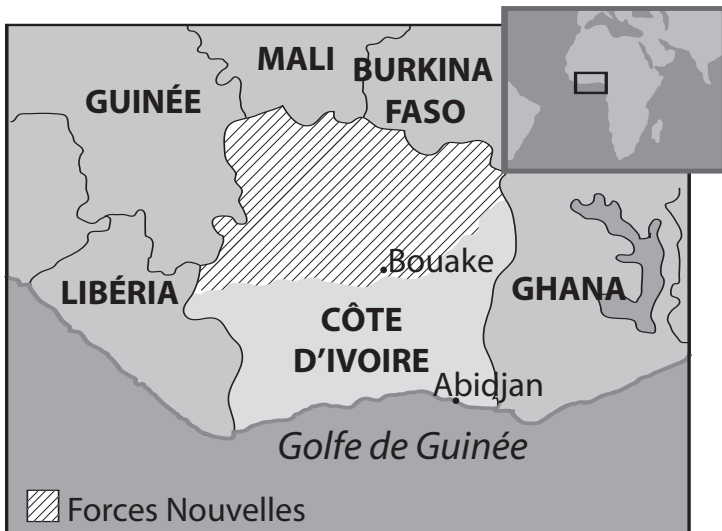 MALI
BURKINA
FASO
GUINÉE
Bouake
LIBÉRIA
GHANA
CÔTE
D'IVOIRE
Abidjan
Golfe de Guinée
Forces Nouvelles